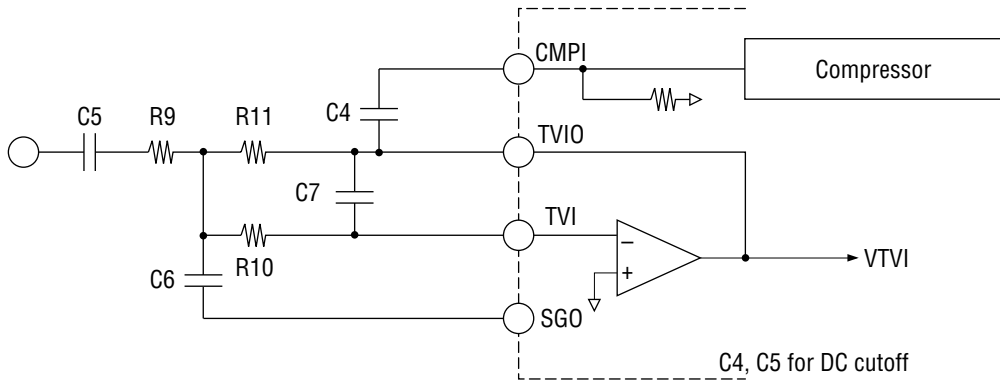 CMPI
Compressor
C5
R9
R11
C4
TVIO
C7
TVI
−
+
VTVI
C6
R10
SGO
C4, C5 for DC cutoff